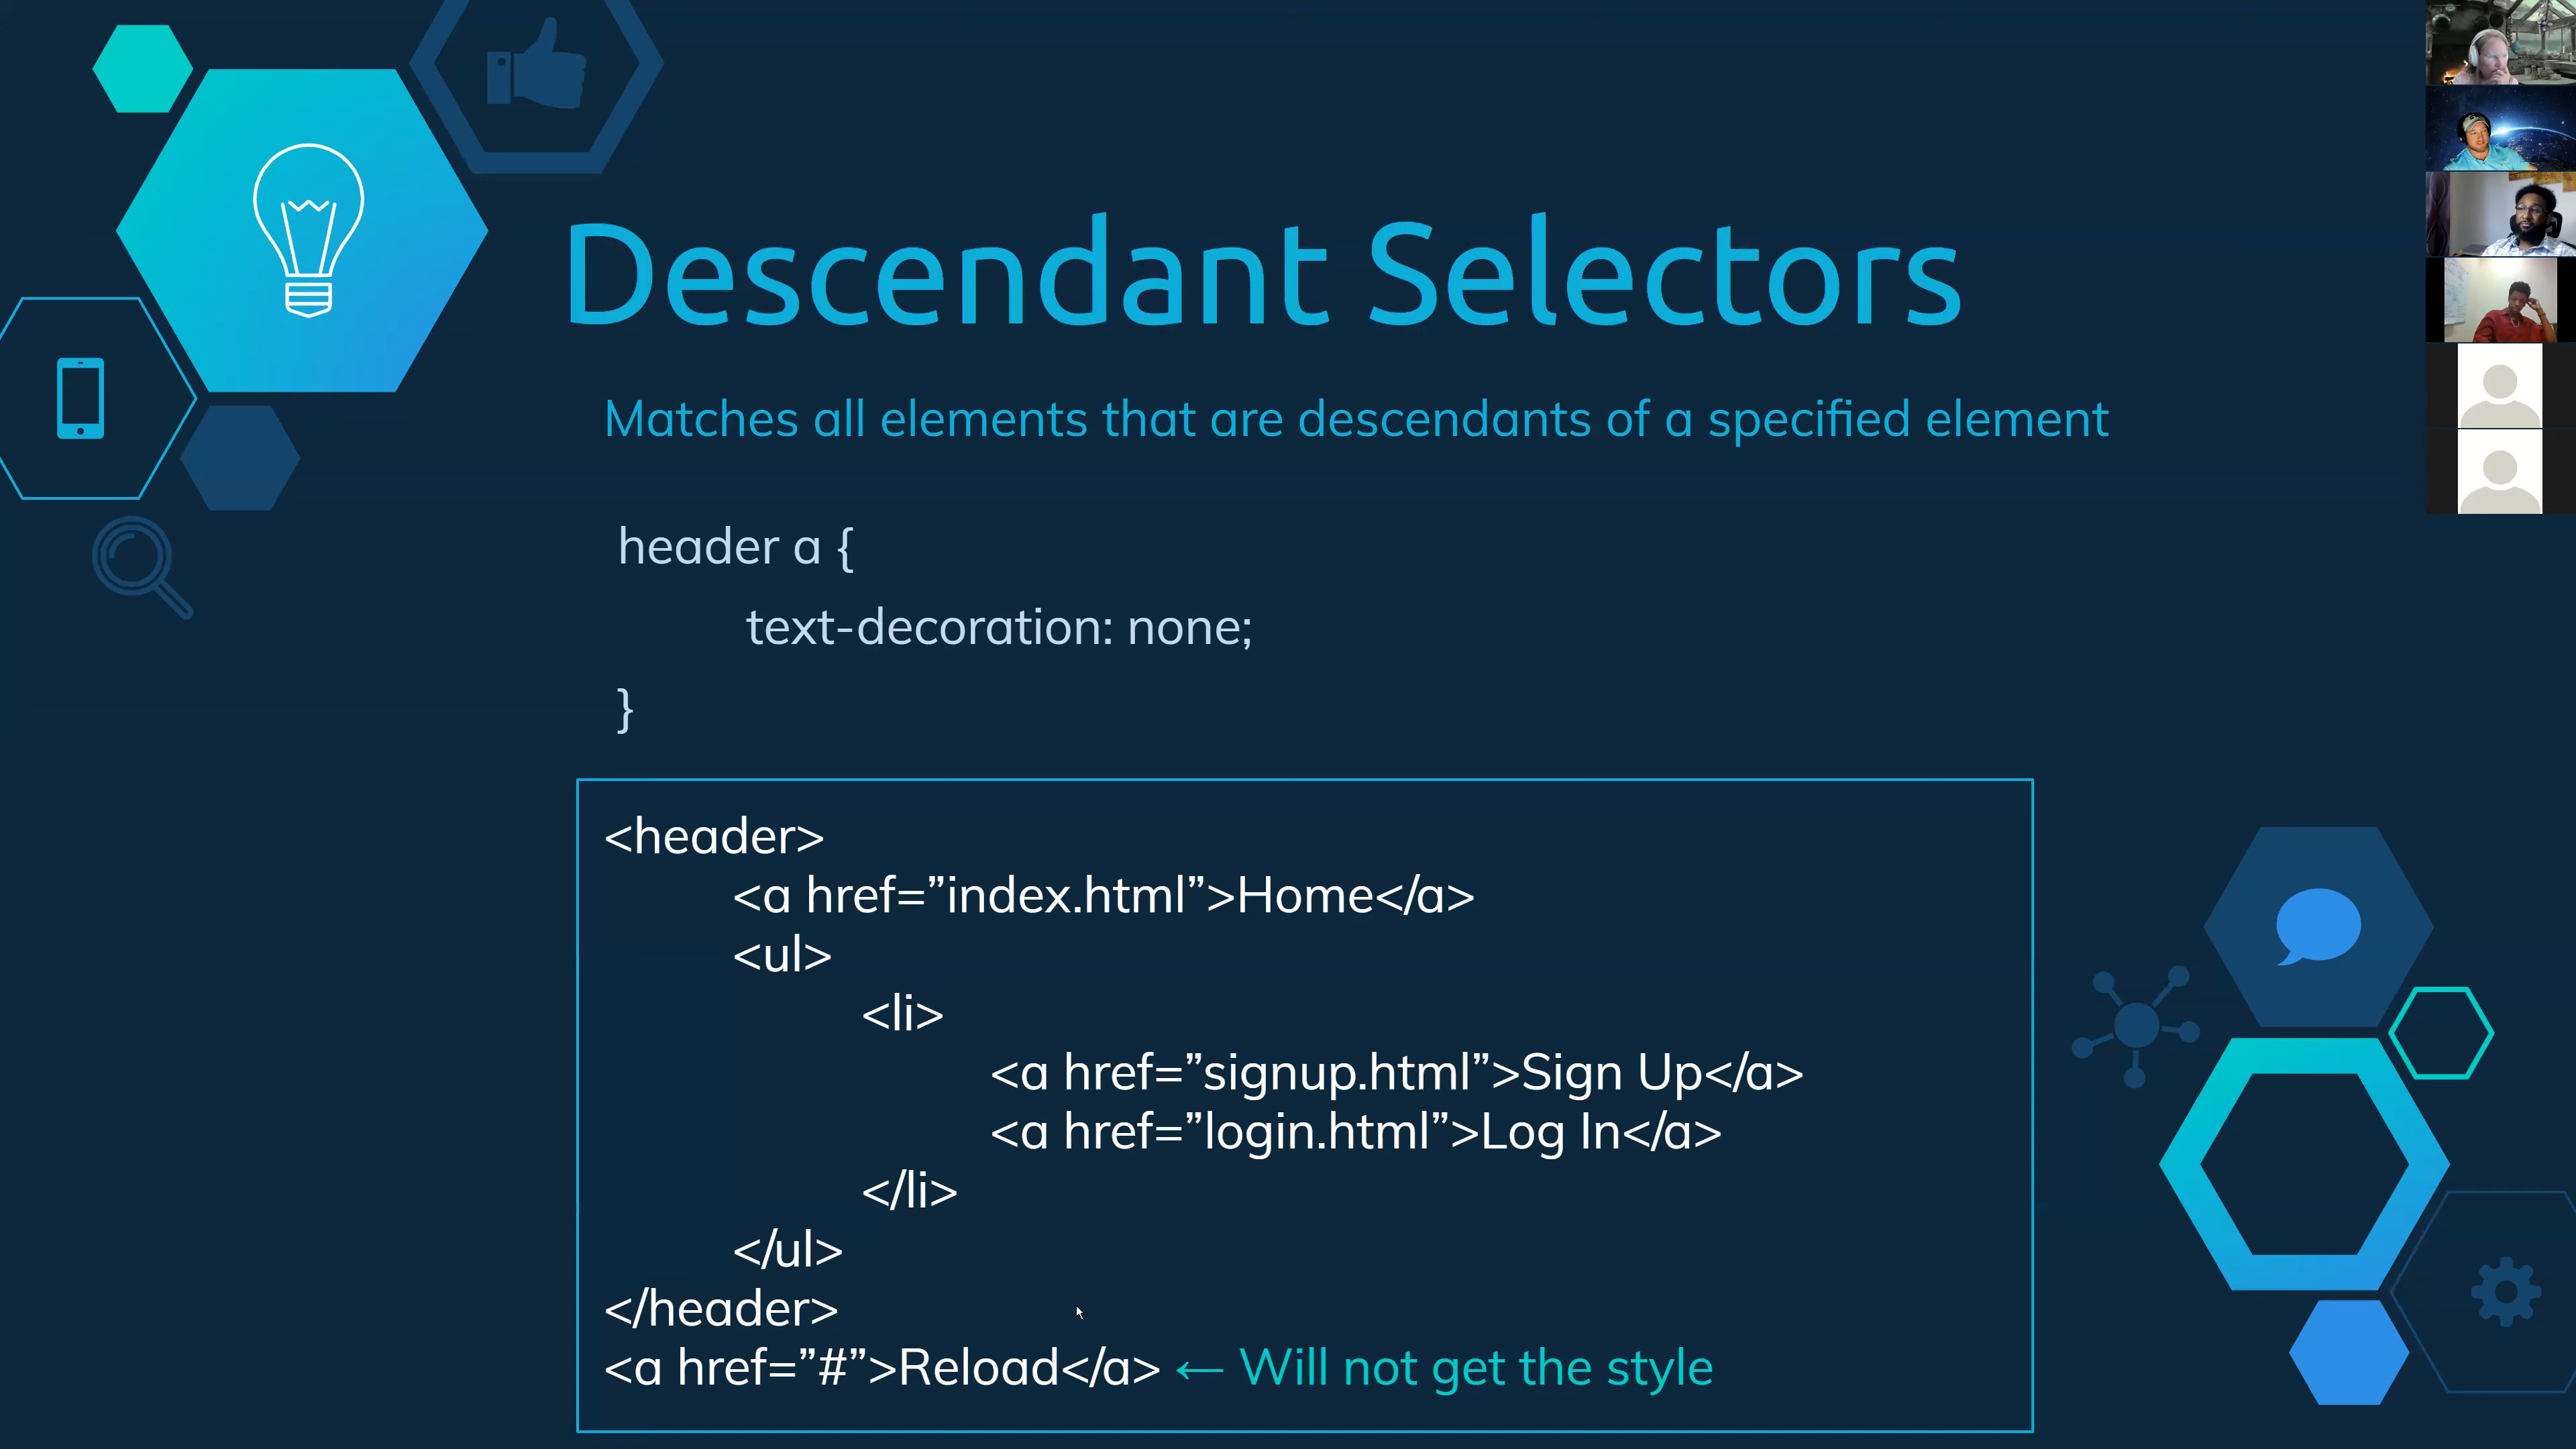 Descendant Selectors
Matches all elements that are descendants of a specified element
header a {
text-decoration: none;
}
<header>
<a href=”index.html”>Home</a>
<ul>
<li>
<a href=”signup.html”>Sign Up</a>
<a href=”login.html”>Log In</a>
</li>
</ul>
</header>
<a href=”#”>Reload</a> ← Will not get the style